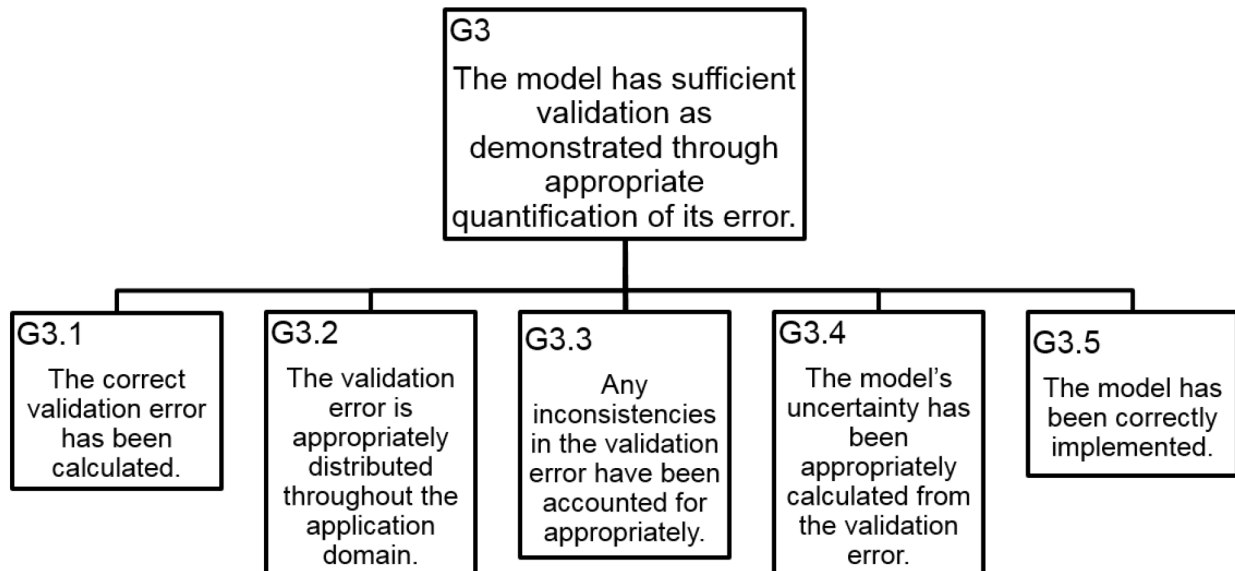 G3
The model has sufficient
validation as
demonstrated through
appropriate
quantification of its error.
G3.1
The correct
validation error
has been
calculated.
G3.2
The validation
error is
appropriately
distributed
throughout the
application
domain.
G3.3
Any
inconsistencies
in the validation
error have been
accounted for
appropriately.
G3.4
The model’s
uncertainty has
been
appropriately
calculated from
the validation
error.
G3.5
The model has
been correctly
implemented.